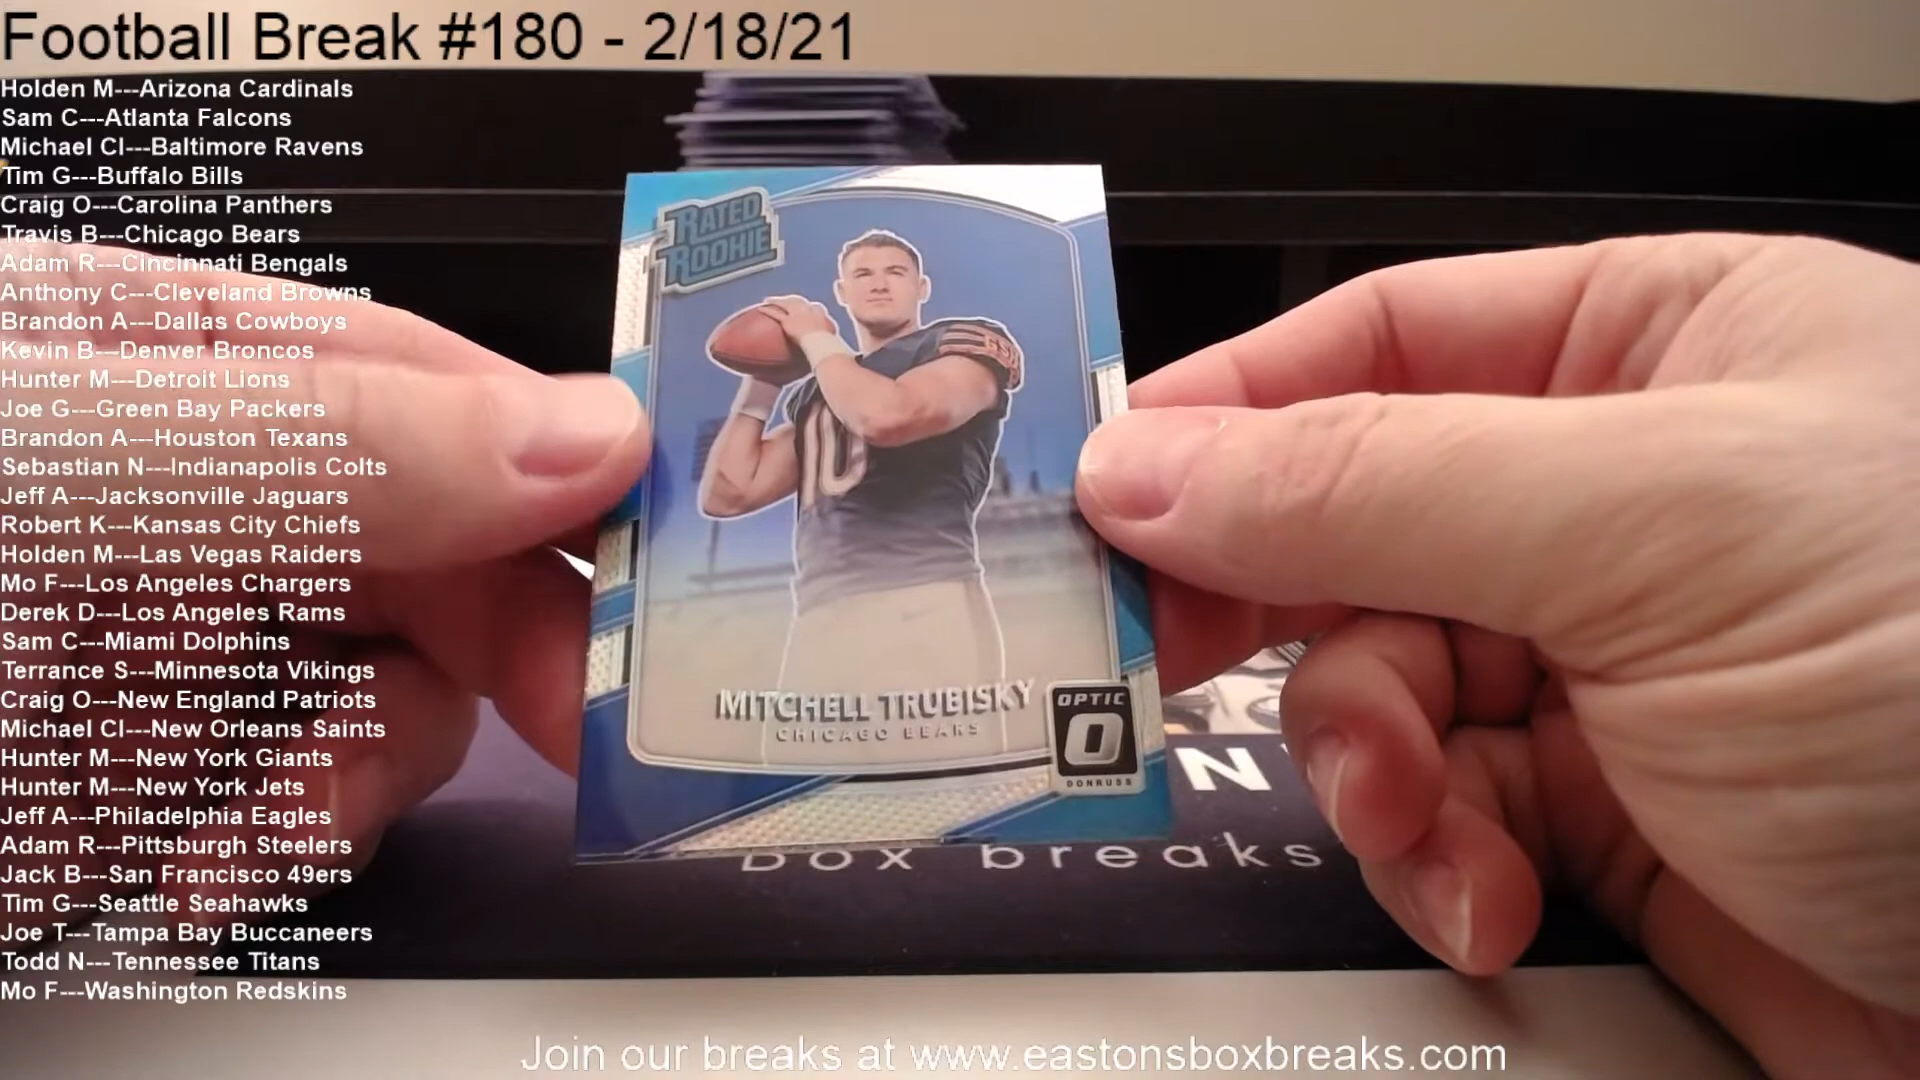 Football Break #180 - 2/18/21
Holden M---Arizona Cardinals
Sam C---Atlanta Falcons
Michael Cl---Baltimore Ravens
Tim G---Buffalo Bills
Craig O---Carolina Panthers
Travis B---Chicago Bears
Adam R---Cincinnati Bengals
Anthony C---Cleveland Browns
Brandon A---Dallas Cowboys
Kevin B---Denver Broncos
Hunter M---Detroit Lions
Joe G---Green Bay Packers
Brandon A---Houston Texans
Sebastian N---Indianapolis Colts
Jeff A---Jacksonville Jaguars
Robert K---Kansas City Chiefs
Holden M---Las Vegas Raiders
Mo F---Los Angeles Chargers
Derek D---Los Angeles Rams
Sam C---Miami Dolphins
Terrance S---Minnesota Vikings
Craig O---New England Patriots
Michael Cl---New Orleans Saints
Hunter M---New York Giants
Hunter M---New York Jets
Jeff A---Philadelphia Eagles
Adam R---Pittsburgh Steelers
Jack B---San Francisco 49ers
Tim G---Seattle Seahawks
Joe T---Tampa Bay Buccaneers
Todd N---Tennessee Titans
Mo F---Washington Redskins
RATED
ROOKIE
10
MITCHELL TRUBISKY
CHICAGO BEARS
OPTIC
O
DONRUSS
N
box breaks
Join our breaks at www.eastonsboxbreaks.com